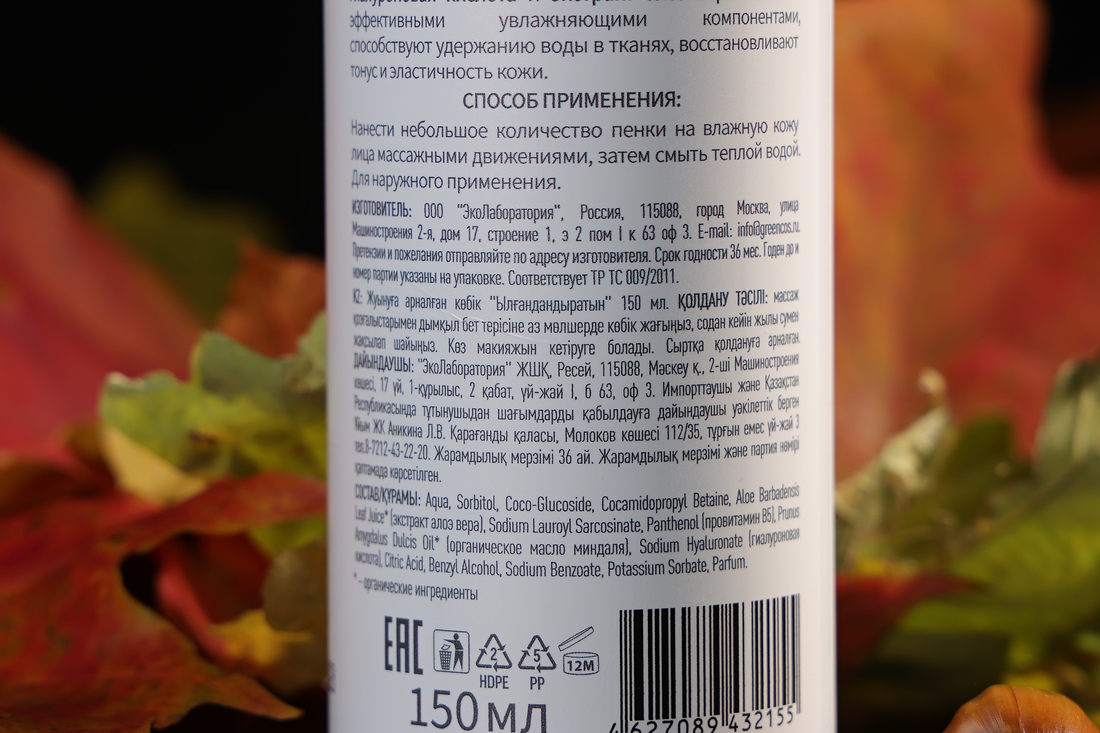 эффективными увлажняющими компонентами,
способствуют удержанию воды в тканях, восстановливают
тонус и эластичность кожи.
СПОСОБ ПРИМЕНЕНИЯ:
Нанести небольшое количество пенки на влажную кожу
лица массажными движениями, затем смыть теплой водой.
Для наружного применения.
ИЗГОТОВИТЕЛЬ: ООО "ЭкоЛаборатория", Россия, 115088, город Москва, улица
Машиностроения 2-я, дом 17, строение 1, э 2 пом I к 63 оф 3. E-mail: info@greencos.ru.
Претензии и пожелания отправляйте по адресу изготовителя. Срок годности 36 мес. Годен до и
номер партии указаны на упаковке. Соответствует ТР ТС 009/2011.
KZ: Жуынуға арналған көбік "Ылғандандыратын" 150 мл. ҚОЛДАНУ ТӘСІЛІ: массаж
қозғалыстарымен дымқыл бет терісіне аз мөлшерде көбік жағыңыз, содан кейін жылы сумен
жақсылап шайыңыз. Көз макияжын кетіруге болады. Сыртқа қолдануға арналған.
ДАЙЫНДАУШЫ: "ЭкоЛаборатория" ЖШҚ, Ресей, 115088, Мәскеу қ., 2-ші Машиностроения
көшесі, 17 үй, 1-құрылыс, 2 қабат, үй-жай I, б 63, оф 3. Импорттаушы және Қазақстан
Республикасында тұтынушыдан шағымдарды қабылдауға дайындаушы уәкілеттік берген
ұйым ЖК Аникина Л.В. Қарағанды қаласы, Молоков көшесі 112/35, тұрғын емес үй-жай 3
тел.8-7212-43-22-20. Жарамдылық мерзімі 36 ай. Жарамдылық мерзімі және партия нөмірі
қаптамада көрсетілген.
СОСТАВ/ҚҰРАМЫ: Aqua, Sorbitol, Coco-Glucoside, Cocamidopropyl Betaine, Aloe Barbadensis
Leaf Juice* (экстракт алоэ вера), Sodium Lauroyl Sarcosinate, Panthenol (провитамин B5), Prunus
Amygdalus Dulcis Oil* (органическое масло миндаля), Sodium Hyaluronate (гиалуроновая
кислота), Citric Acid, Benzyl Alcohol, Sodium Benzoate, Potassium Sorbate, Parfum.
* - органические ингредиенты
EAC 2 HDPE 5 PP 12M
150 МЛ
4 627089 432155